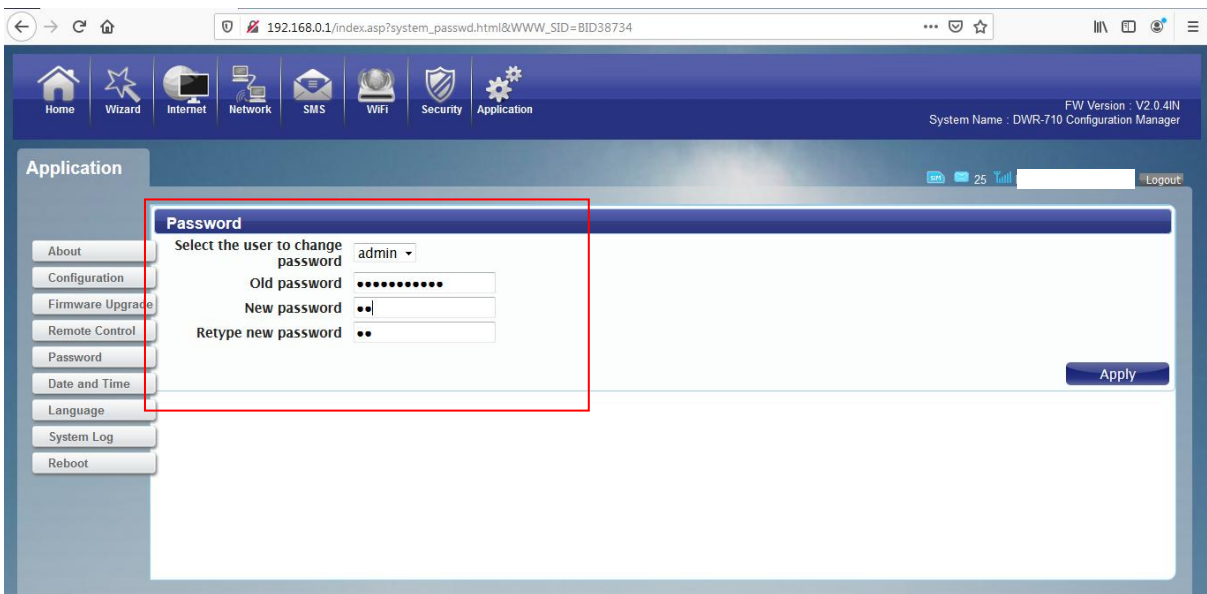 192.168.0.1/index.asp?system_passwd.html&WWW_SID=BID38734
Home
Wizard
Internet
Network
SMS
WiFi
Security
Application
FW Version : V2.0.4IN
System Name : DWR-710 Configuration Manager
Application
SIM
25
Logout
Password
Select the user to change
password
admin
Old password
•••••••••••
New password
••
Retype new password
••
Apply
About
Configuration
Firmware Upgrade
Remote Control
Password
Date and Time
Language
System Log
Reboot